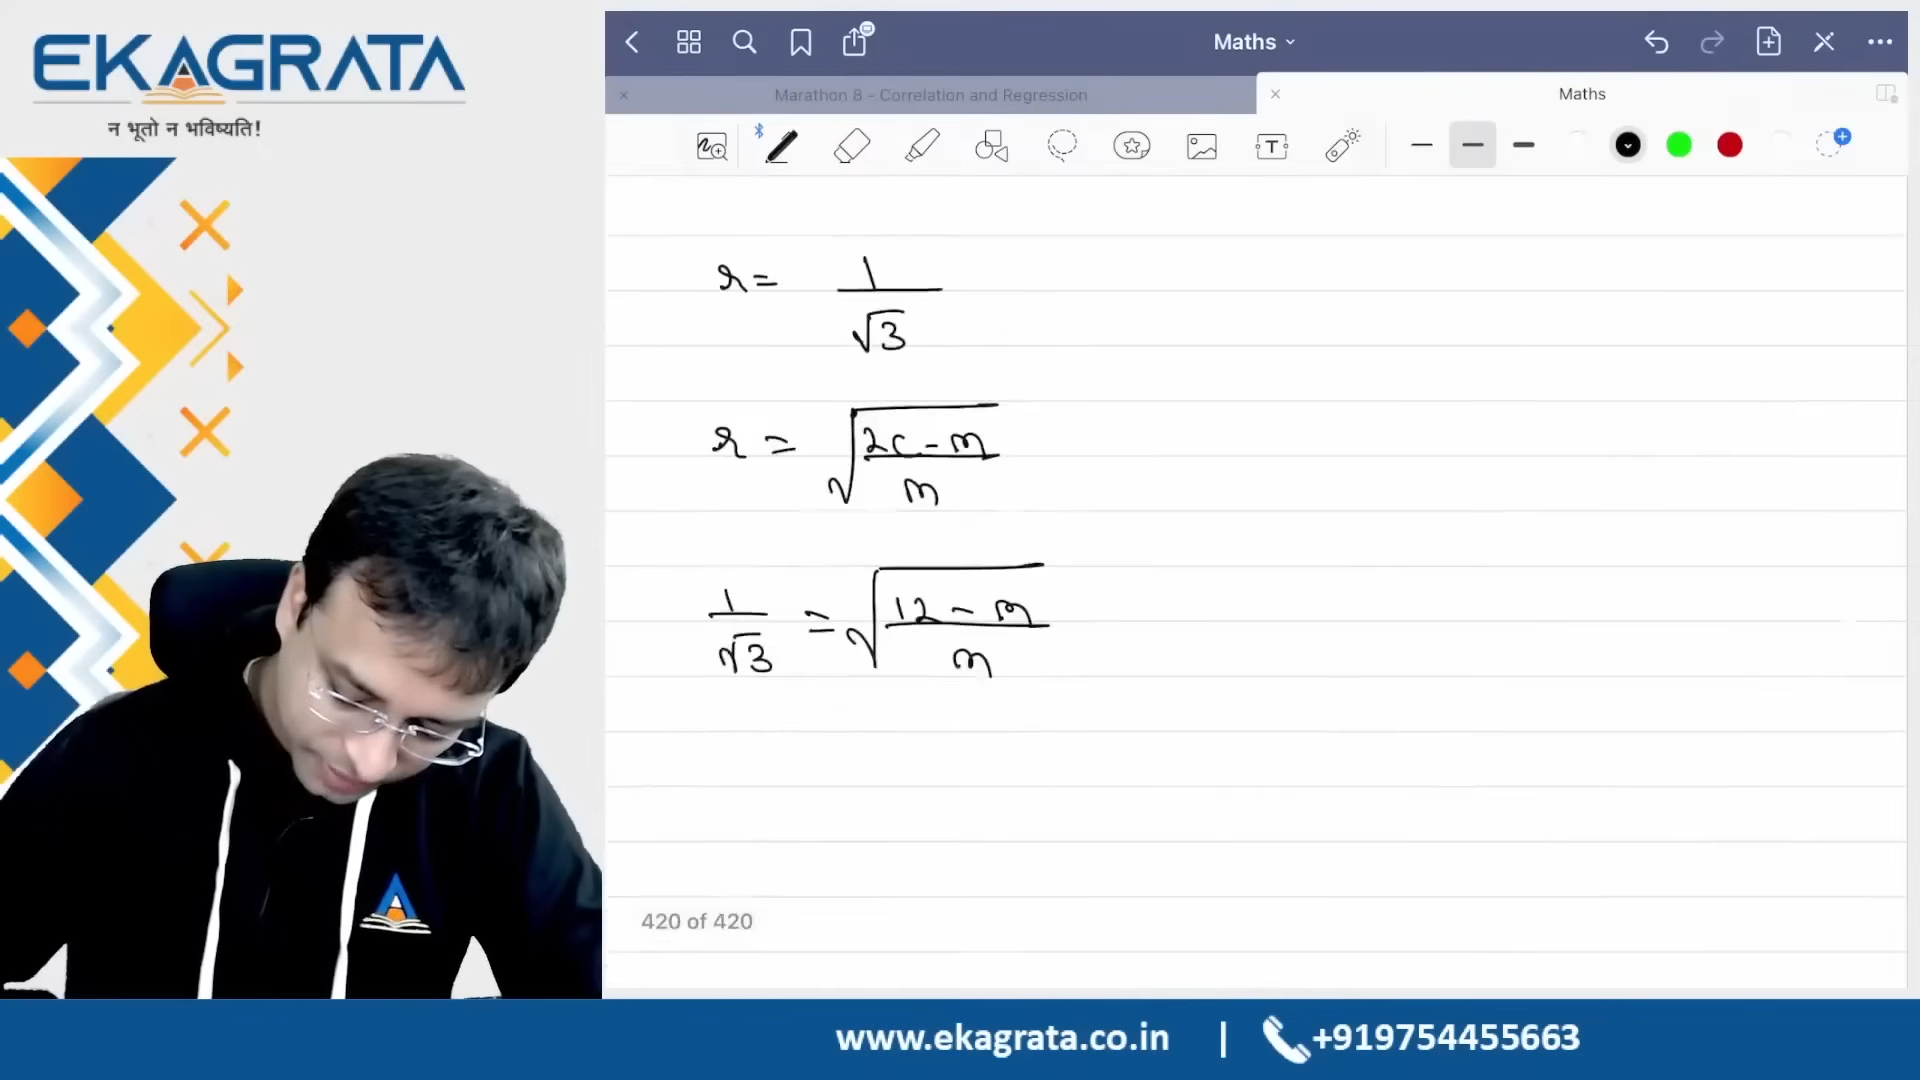 EKAGRATA
न भूतो न भविष्यति!
Maths
Marathon 8 - Correlation and Regression
Maths
T
r = 1/√3
r = √((2c - m)/m)
1/√3 = √((12 - m)/m)
420 of 420
www.ekagrata.co.in | +919754455663